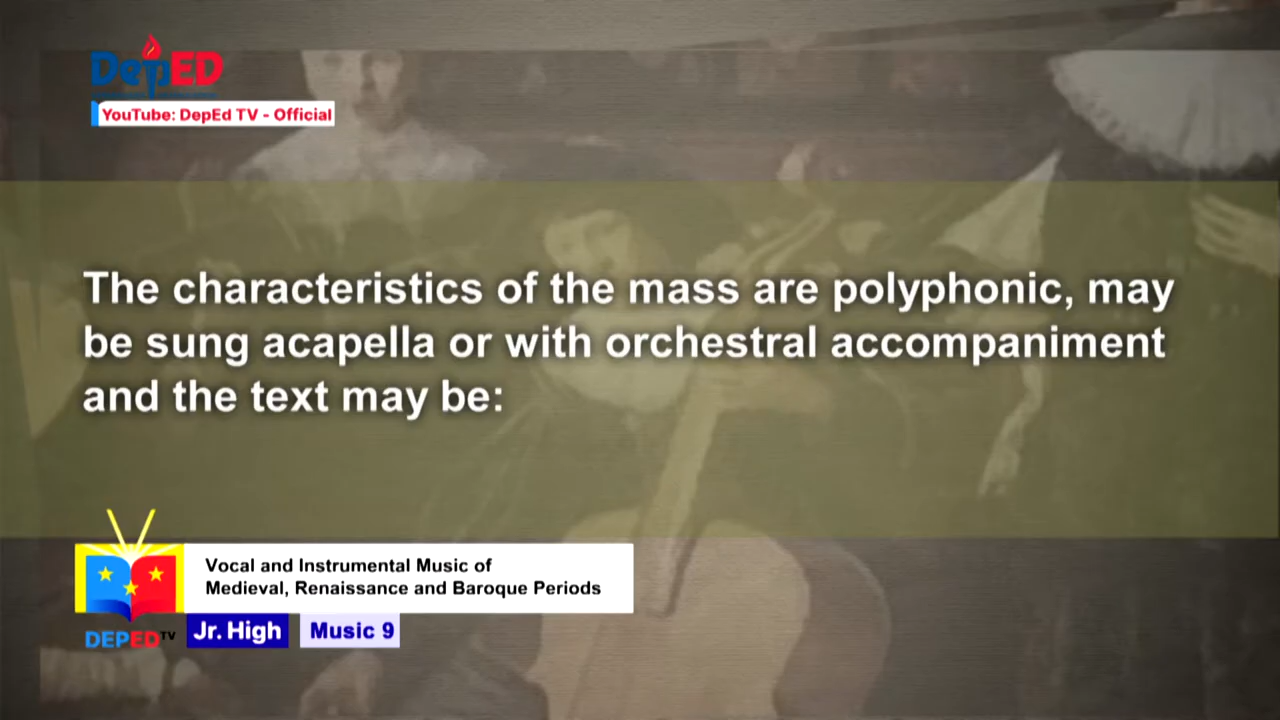 DepED
YouTube: DepEd TV - Official
The characteristics of the mass are polyphonic, may
be sung acapella or with orchestral accompaniment
and the text may be:
Vocal and Instrumental Music of
Medieval, Renaissance and Baroque Periods
DEPED TV
Jr. High
Music 9